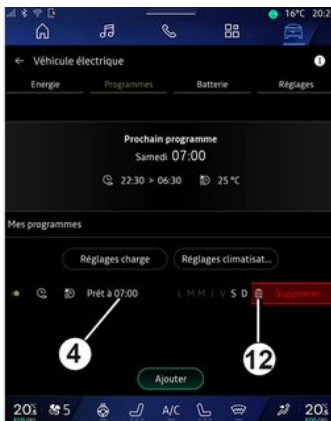 16°C 20:2
← Véhicule électrique
Energie Programmes Batterie Réglages
Prochain programme
Samedi 07:00
22:30 > 06:30 25 °C
Mes programmes
Réglages charge Réglages climatisat...
Prêt à 07:00 L M M J V S D Supprimer
4 12
Ajouter
20 5 A/C 20